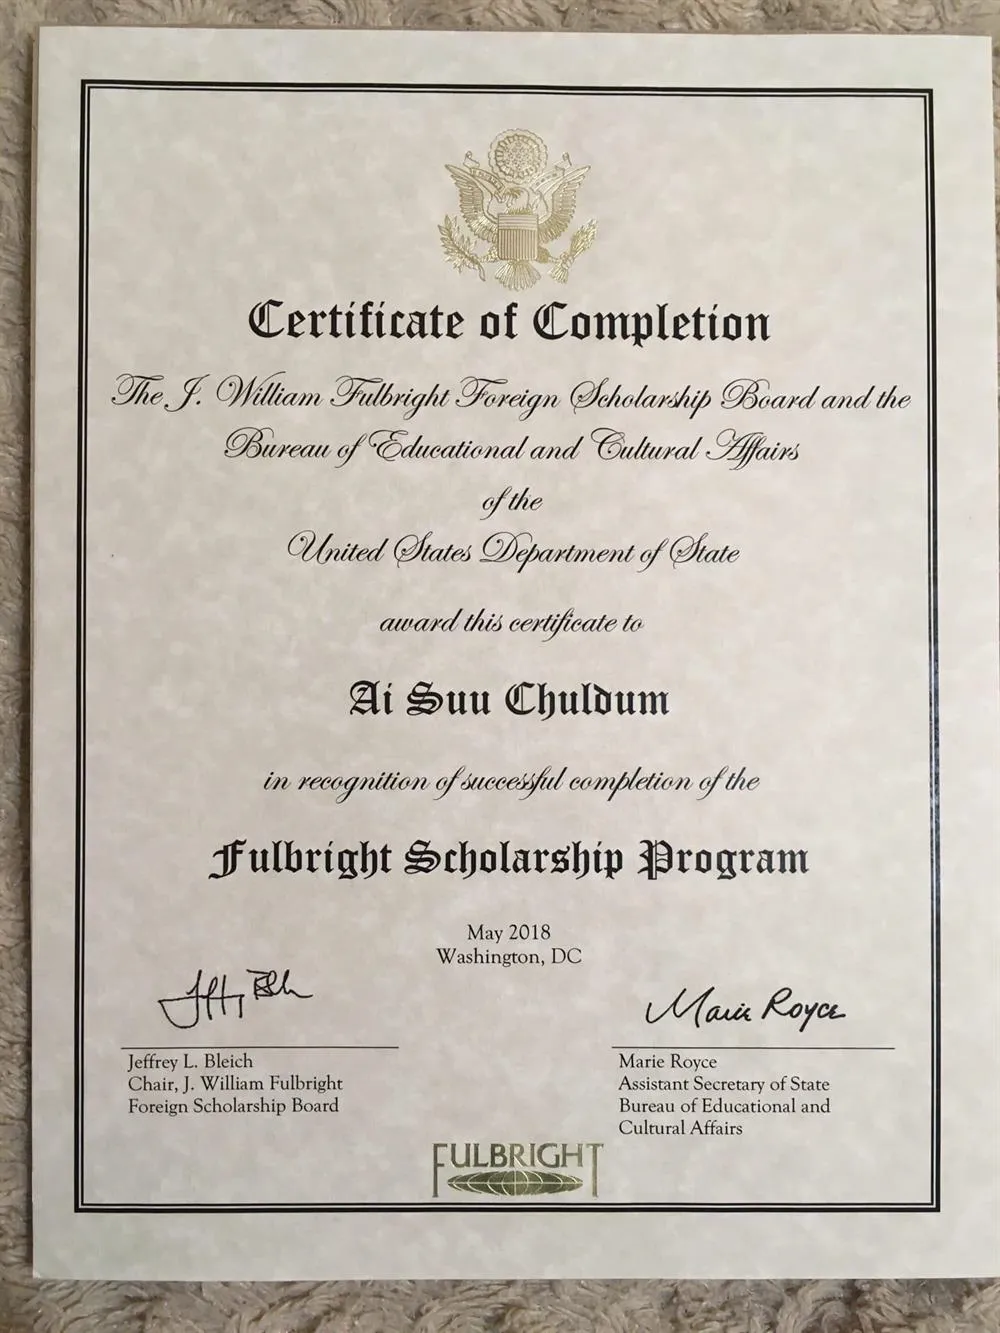 Certificate of Completion
The J. William Fulbright Foreign Scholarship Board and the
Bureau of Educational and Cultural Affairs
of the
United States Department of State
award this certificate to
Ai Suu Chuldum
in recognition of successful completion of the
Fulbright Scholarship Program
May 2018
Washington, DC
Marie Royce
Jeffrey L. Bleich
Chair, J. William Fulbright
Foreign Scholarship Board
Marie Royce
Assistant Secretary of State
Bureau of Educational and
Cultural Affairs
FULBRIGHT